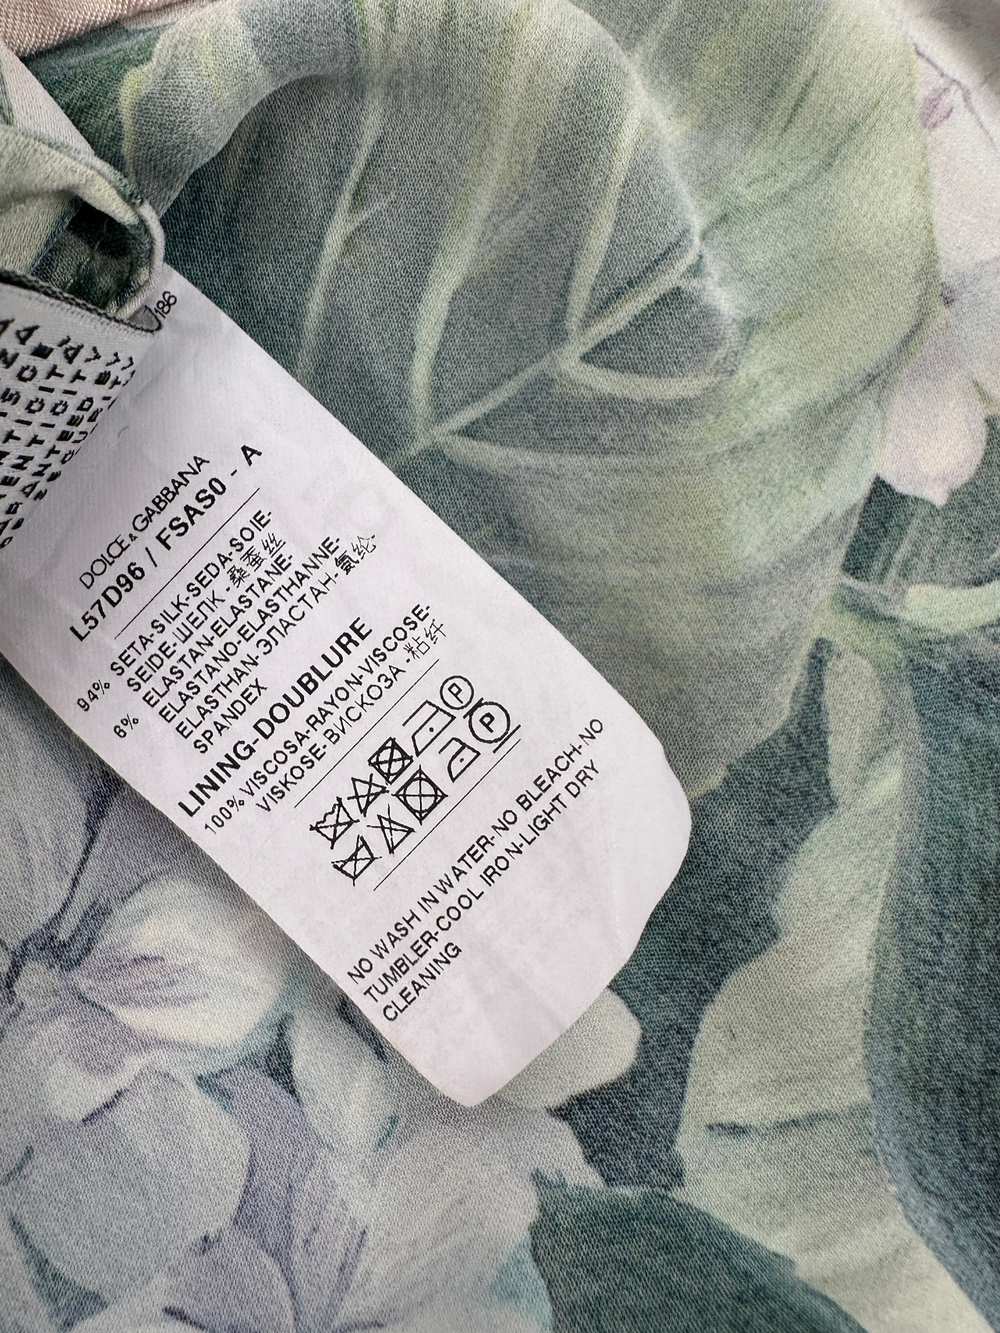 186
DOLCE & GABBANA
L57D96 / FSAS0 - A
94% SETA-SILK-SEDA-SOIE-
SEIDE-ШЕЛК-桑蚕丝
6% ELASTAN-ELASTANE-
ELASTANO-ELASTHANNE-
ELASTHAN-ЭЛАСТАН-氨纶-
SPANDEX
LINING-DOUBLURE
100% VISCOSA-RAYON-VISCOSE-
VISKOSE-ВИСКОЗА-粘纤
P
P
NO WASH IN WATER-NO BLEACH-NO
TUMBLER-COOL IRON-LIGHT DRY
CLEANING